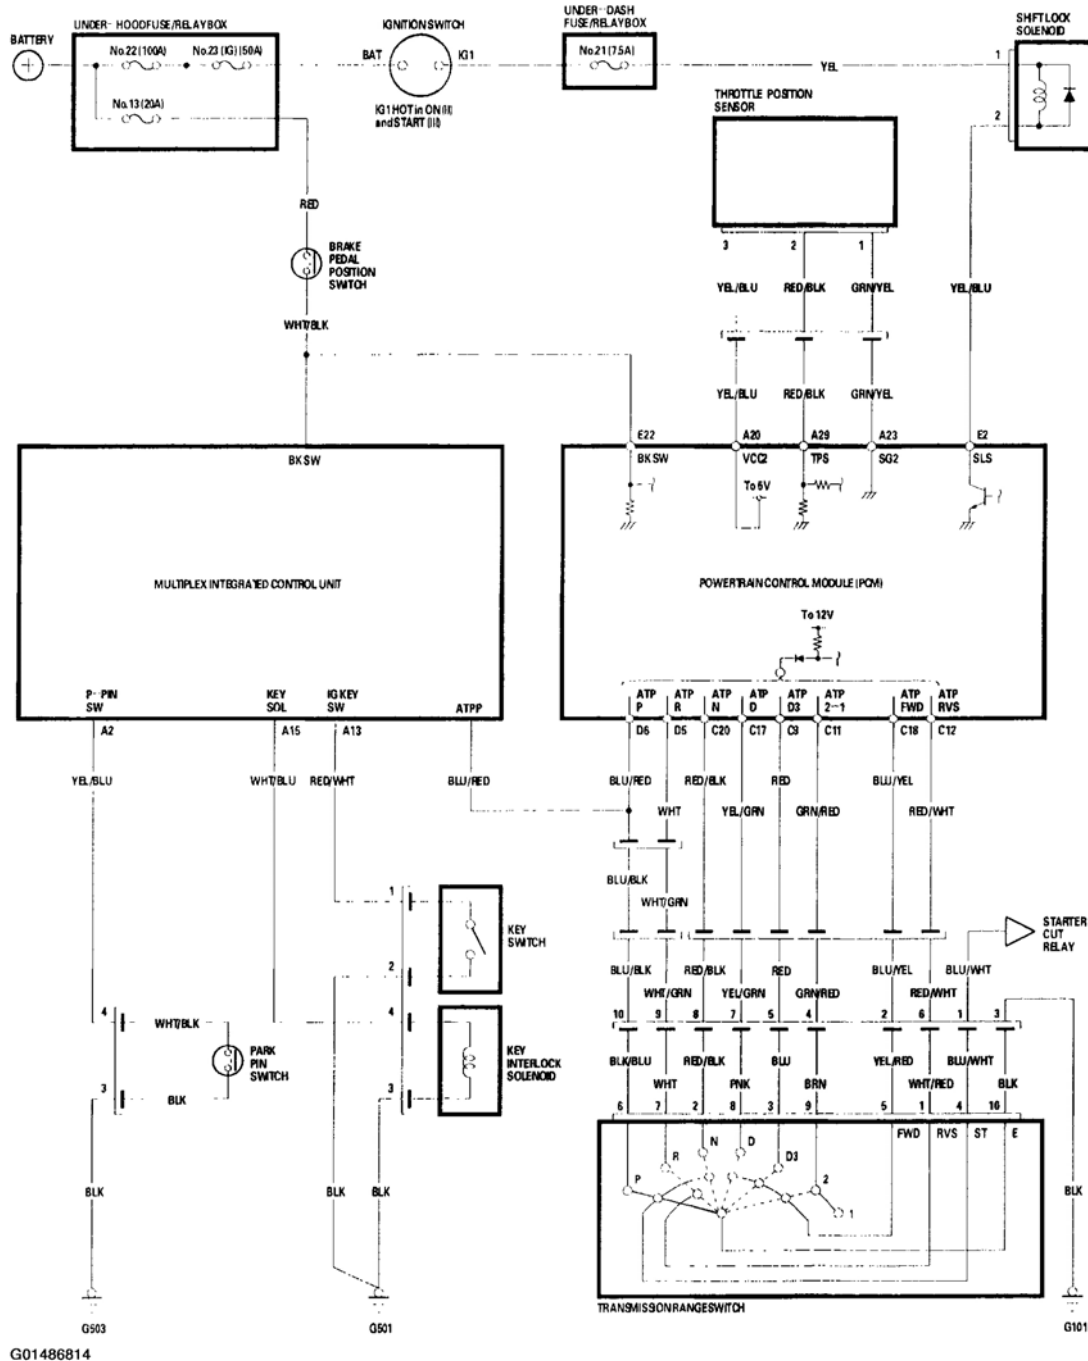 UNDER-HOODFUSE/RELAYBOX
BATTERY
No.22 (100A)
No.23 (IG) (50A)
No.13 (20A)
IGNITION SWITCH
BAT
IG1
IG1 HOT in ON (II)
and START (III)
UNDER-DASH
FUSE/RELAYBOX
No.21 (7.5A)
YEL
SHIFT LOCK
SOLENOID
1
2
THROTTLE POSITION
SENSOR
3
2
1
RED
BRAKE
PEDAL
POSITION
SWITCH
WHT/BLK
YEL/BLU
RED/BLK
GRN/YEL
YEL/BLU
YEL/BLU
RED/BLK
GRN/YEL
BKSW
E22
BKSW
A20
VCC2
A29
TPS
A23
SG2
E2
SLS
To 5V
MULTIPLEX INTEGRATED CONTROL UNIT
POWERTRAIN CONTROL MODULE (PCM)
To 12V
P-PIN
SW
KEY
SOL
IG KEY
SW
ATPP
ATP
P
ATP
R
ATP
N
ATP
D
ATP
D3
ATP
2-1
ATP
FWD
ATP
RVS
A2
A15
A13
D6
D5
C20
C17
C9
C11
C18
C12
YEL/BLU
WHT/BLU
RED/WHT
BLU/RED
BLU/RED
RED/BLK
RED
BLU/YEL
WHT
YEL/GRN
GRN/RED
RED/WHT
BLU/BLK
WHT/GRN
1
2
KEY
SWITCH
STARTER
CUT
RELAY
BLU/BLK
RED/BLK
RED
BLU/YEL
BLU/WHT
WHT/GRN
YEL/GRN
GRN/RED
RED/WHT
4
WHT/BLK
PARK
PIN
SWITCH
3
BLK
4
3
KEY
INTERLOCK
SOLENOID
10
9
8
7
5
4
2
6
1
3
BLK/BLU
RED/BLK
BLU
YEL/RED
BLU/WHT
WHT
PNK
BRN
WHT/RED
BLK
6
7
2
8
3
9
5
1
4
10
FWD
RVS
ST
E
P
R
N
D
D3
2
1
BLK
BLK
BLK
BLK
TRANSMISSION RANGE SWITCH
G503
G501
G101
G01486814